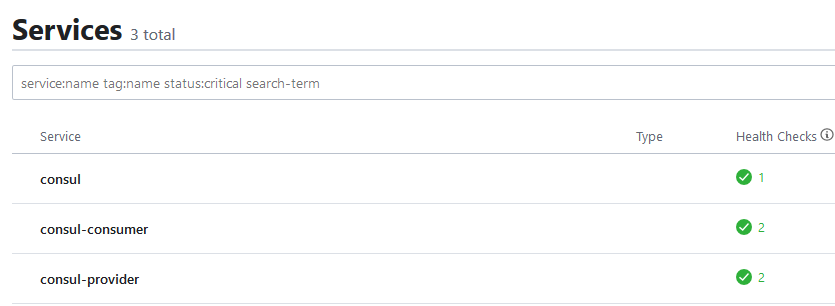 Services 3 total
service:name tag:name status:critical search-term
Service Type Health Checks
consul 1
consul-consumer 2
consul-provider 2